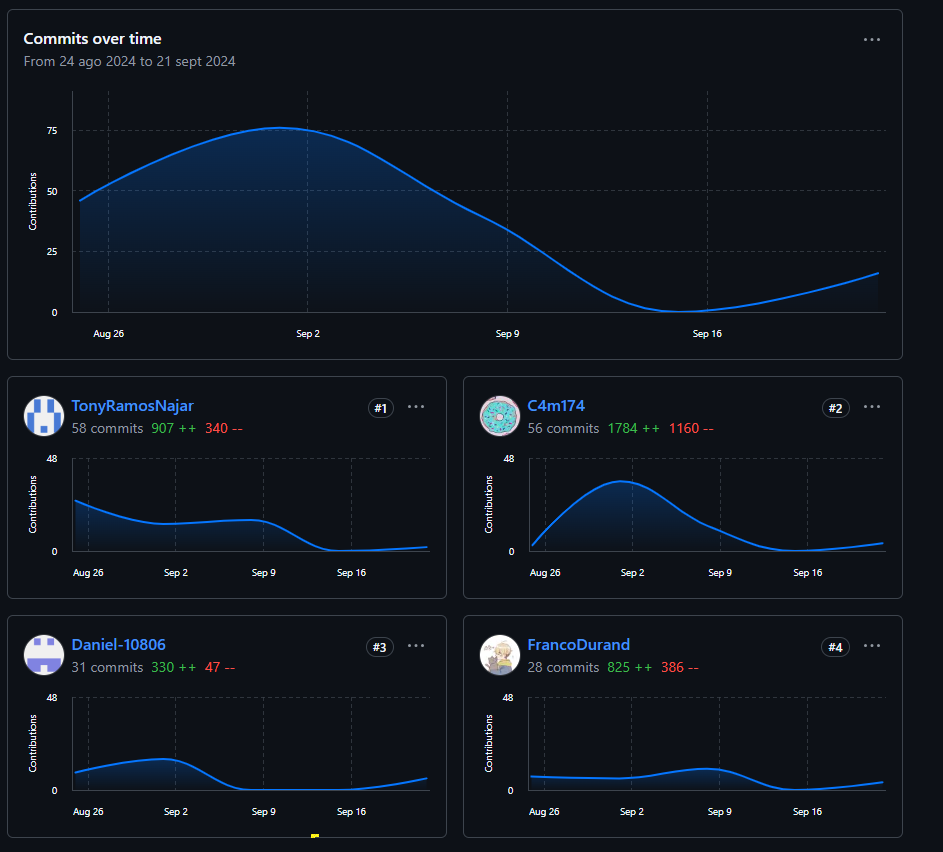 Commits over time
...
From 24 ago 2024 to 21 sept 2024
Contributions
75
50
25
0
Aug 26 Sep 2 Sep 9 Sep 16
TonyRamosNajar #1 ...
58 commits 907 ++ 340 --
Contributions
48
0
Aug 26 Sep 2 Sep 9 Sep 16
C4m174 #2 ...
56 commits 1784 ++ 1160 --
Contributions
48
0
Aug 26 Sep 2 Sep 9 Sep 16
Daniel-10806 #3 ...
31 commits 330 ++ 47 --
Contributions
48
0
Aug 26 Sep 2 Sep 9 Sep 16
FrancoDurand #4 ...
28 commits 825 ++ 386 --
Contributions
48
0
Aug 26 Sep 2 Sep 9 Sep 16